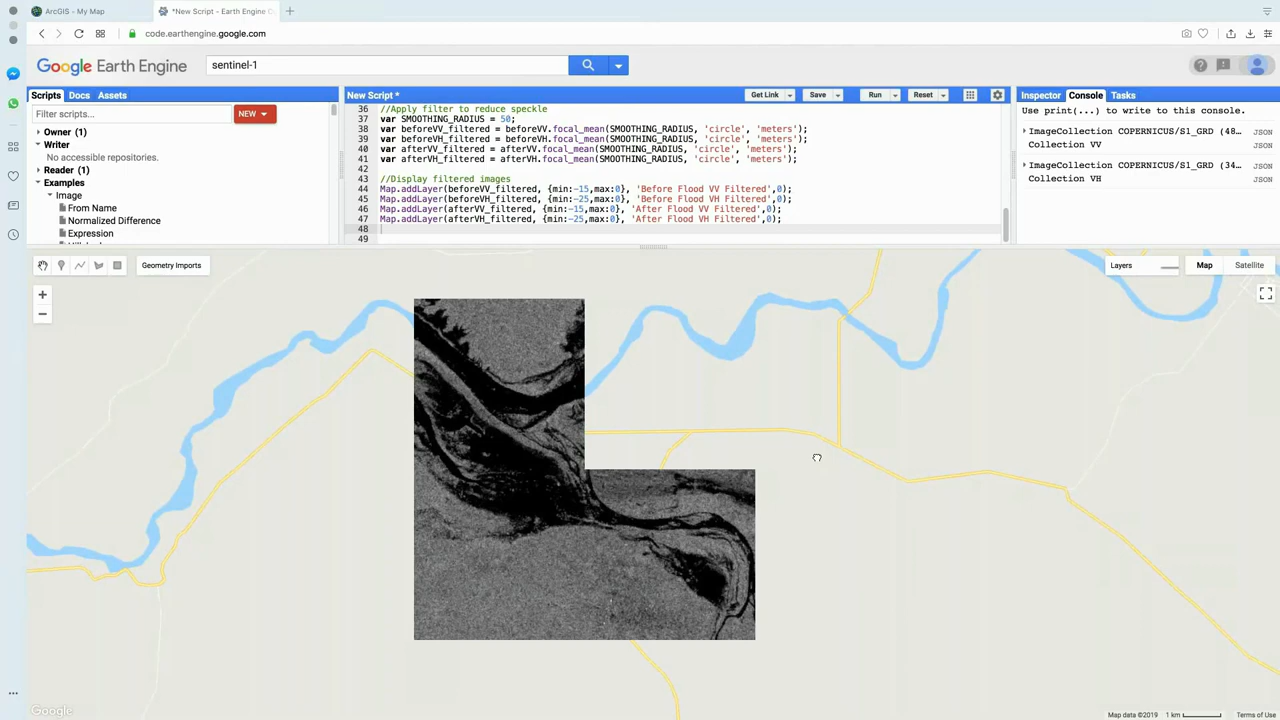 ArcGIS - My Map
*New Script - Earth Engine
code.earthengine.google.com
Google Earth Engine
sentinel-1
Scripts Docs Assets
Filter scripts...
NEW
Owner (1)
Writer
No accessible repositories.
Reader (1)
Examples
Image
From Name
Normalized Difference
Expression
New Script *
Get Link Save Run Reset
36 //Apply filter to reduce speckle
37 var SMOOTHING_RADIUS = 50;
38 var beforeVV_filtered = beforeVV.focal_mean(SMOOTHING_RADIUS, 'circle', 'meters');
39 var beforeVH_filtered = beforeVH.focal_mean(SMOOTHING_RADIUS, 'circle', 'meters');
40 var afterVV_filtered = afterVV.focal_mean(SMOOTHING_RADIUS, 'circle', 'meters');
41 var afterVH_filtered = afterVH.focal_mean(SMOOTHING_RADIUS, 'circle', 'meters');
42
43 //Display filtered images
44 Map.addLayer(beforeVV_filtered, {min:-15,max:0}, 'Before Flood VV Filtered',0);
45 Map.addLayer(beforeVH_filtered, {min:-25,max:0}, 'Before Flood VH Filtered',0);
46 Map.addLayer(afterVV_filtered, {min:-15,max:0}, 'After Flood VV Filtered',0);
47 Map.addLayer(afterVH_filtered, {min:-25,max:0}, 'After Flood VH Filtered',0);
48
49
Inspector Console Tasks
Use print(...) to write to this console.
ImageCollection COPERNICUS/S1_GRD (48… JSON
Collection VV
ImageCollection COPERNICUS/S1_GRD (34… JSON
Collection VH
Geometry Imports
Layers
Map Satellite
Google
Map data ©2019 1 km Terms of Use